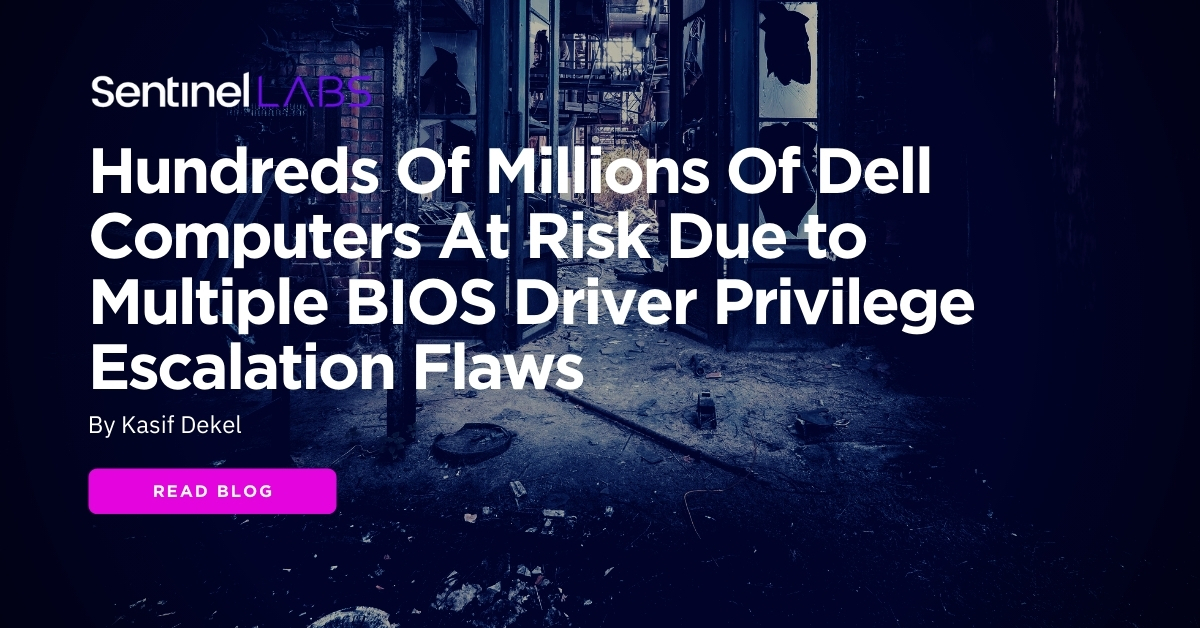 SentinelLABS
Hundreds Of Millions Of Dell
Computers At Risk Due to
Multiple BIOS Driver Privilege
Escalation Flaws
By Kasif Dekel
READ BLOG